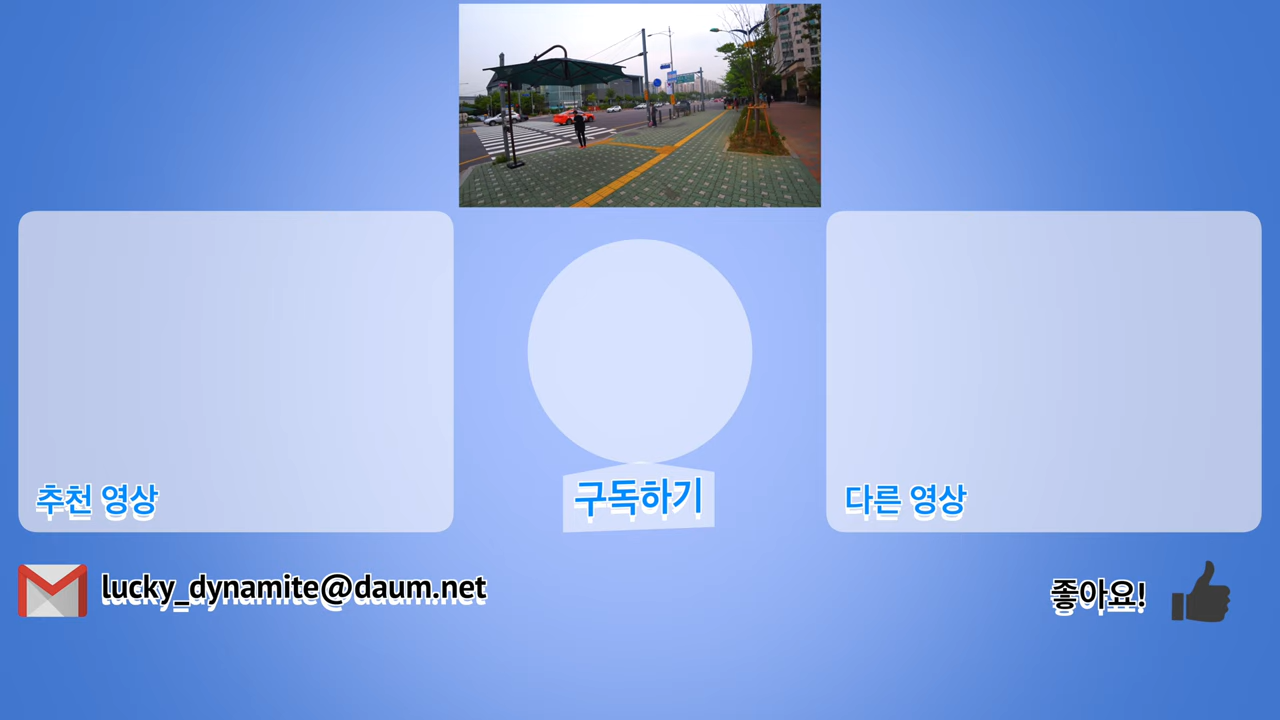 추천 영상
구독하기
다른 영상
lucky_dynamite@daum.net
좋아요!